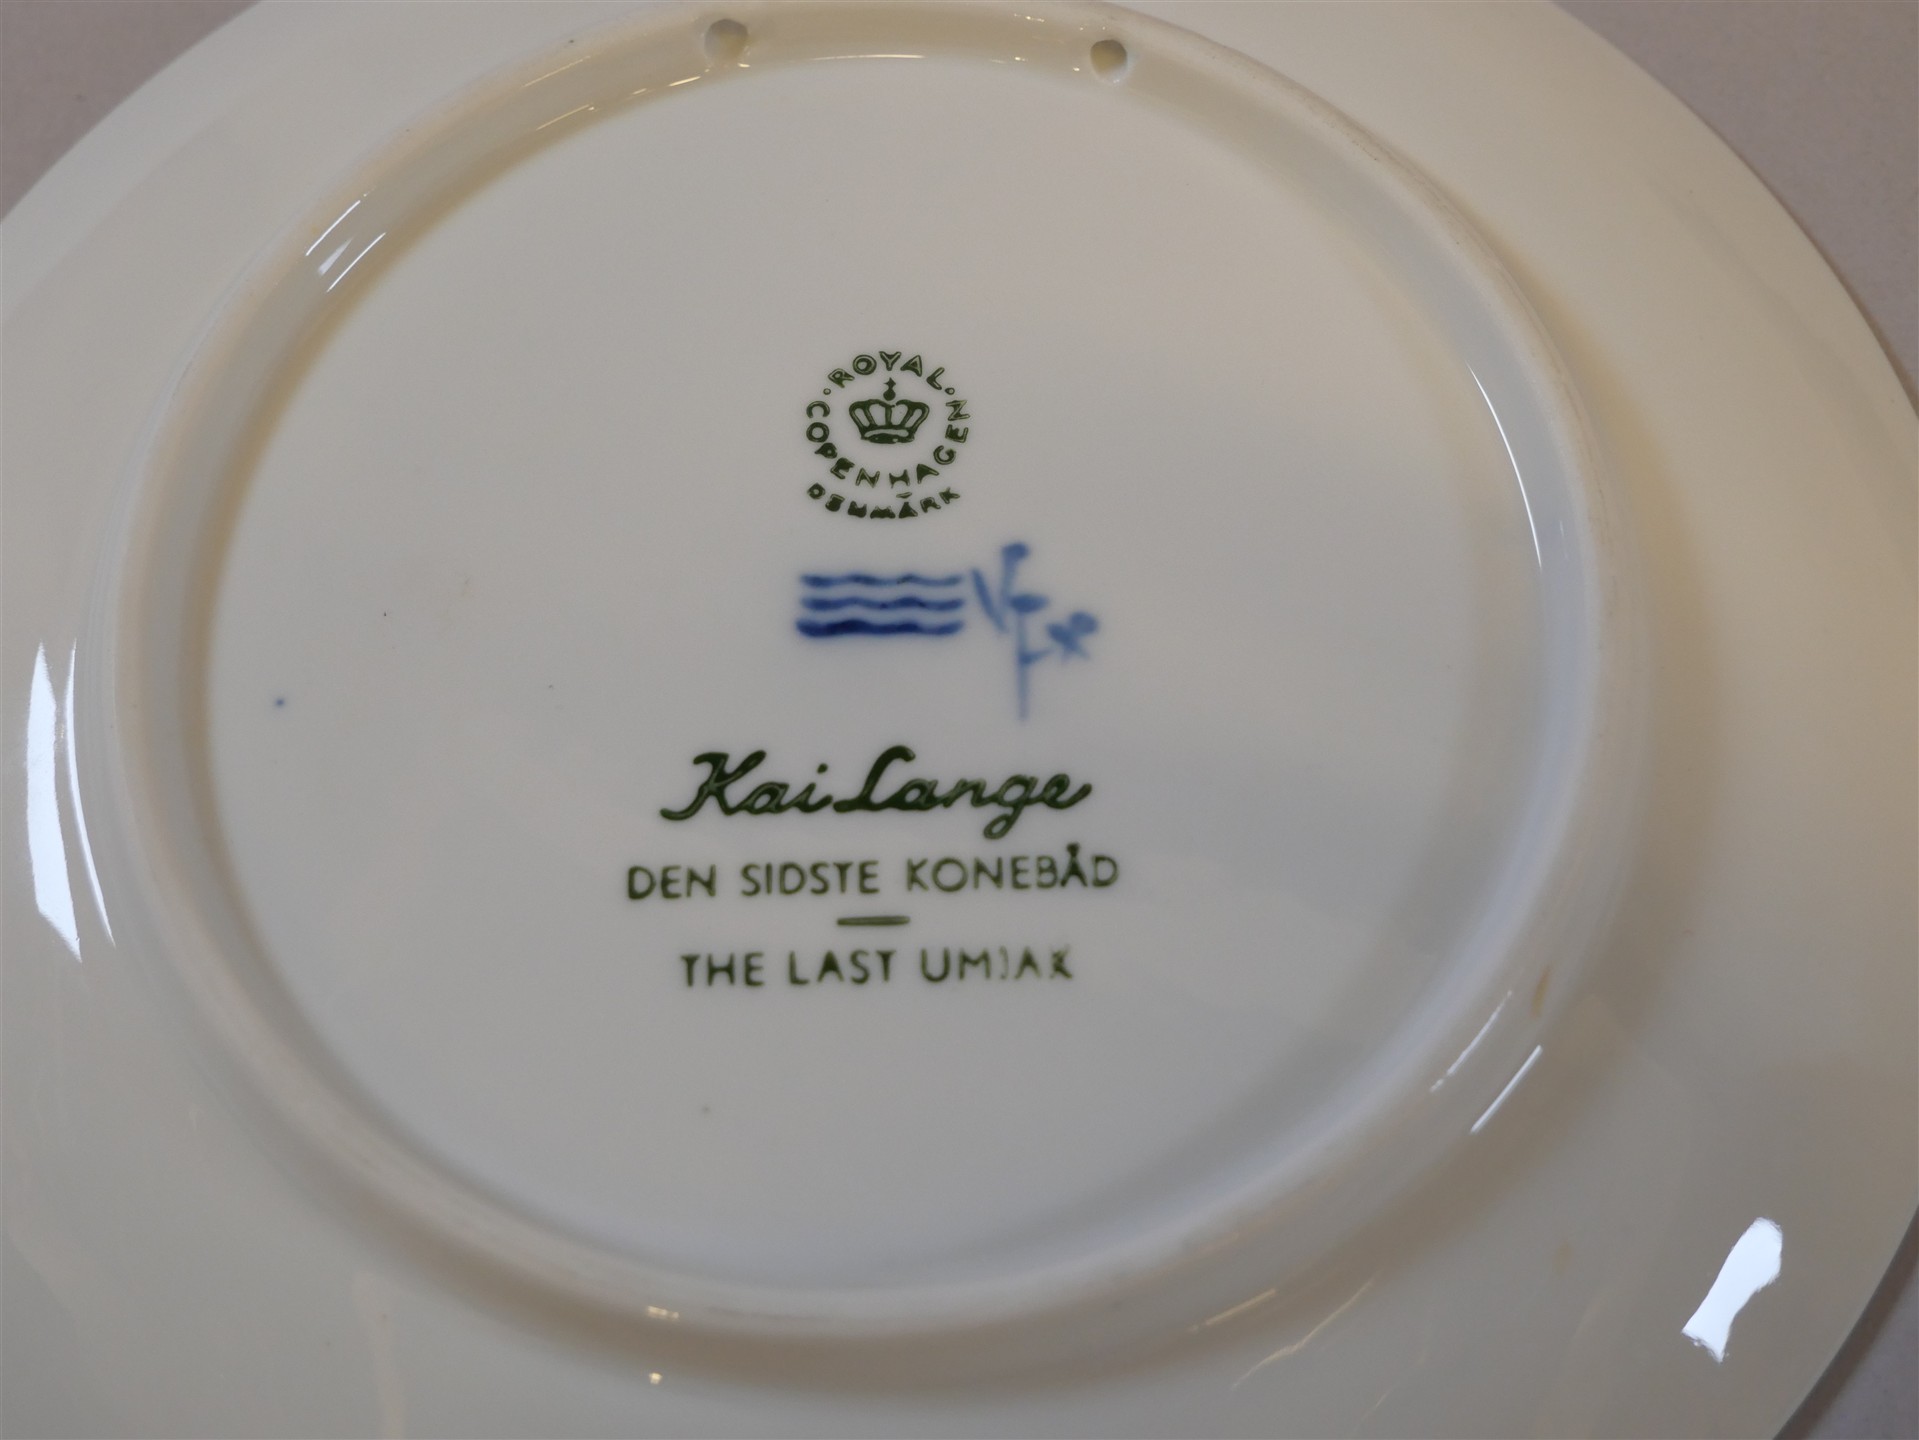 ROYAL
COPENHAGEN
DENMARK
Kai Lange
DEN SIDSTE KONEBÅD
THE LAST UMIAK